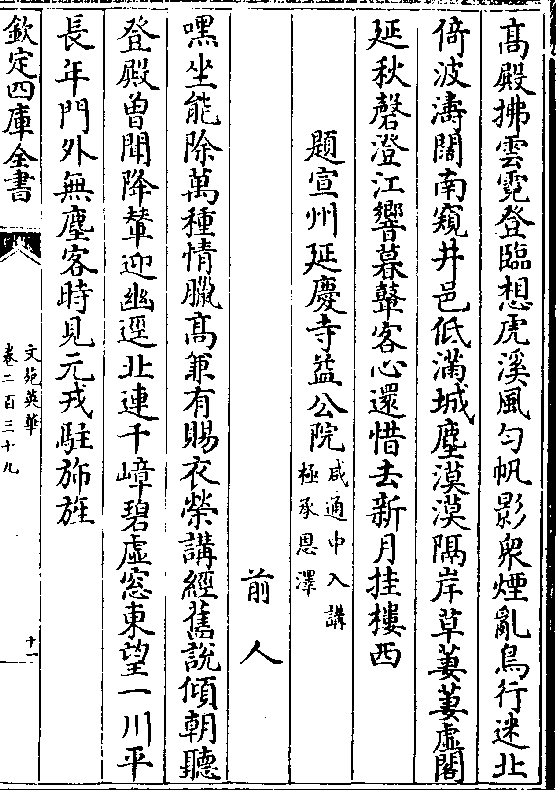 高殿拂雲霓登臨想虎溪風勻帆影衆煙亂鳥行迷北
倚波濤闊南窺井邑低滿城塵漠漠隔岸草萋萋虛閣
延秋磬澄江響暮鼙客心還惜去新月挂樓西
題宣州延慶寺益公院咸通中入講極承恩澤
前人
嘿坐能除萬種情臘高兼有賜衣榮講經舊說傾朝聽
登殿曽聞降輦迎幽逕北連千嶂碧虛窓東望一川平
長年門外無塵客時見元戎駐斾旌
欽定四庫全書
文苑英華
卷二百三十九
十一